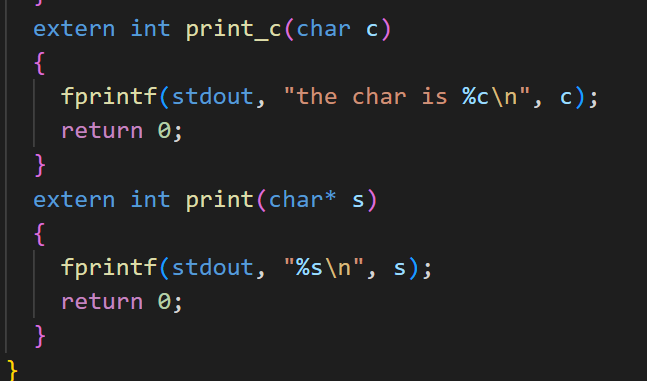 }
extern int print_c(char c)
{
fprintf(stdout, "the char is %c\n", c);
return 0;
}
extern int print(char* s)
{
fprintf(stdout, "%s\n", s);
return 0;
}
}